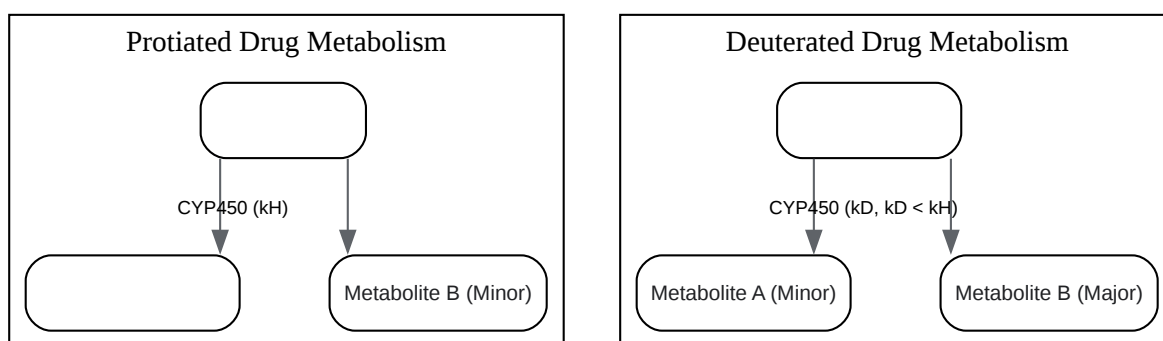 Protiated Drug Metabolism
CYP450 (kH)
Metabolite B (Minor)
Deuterated Drug Metabolism
CYP450 (kD, kD < kH)
Metabolite A (Minor)
Metabolite B (Major)